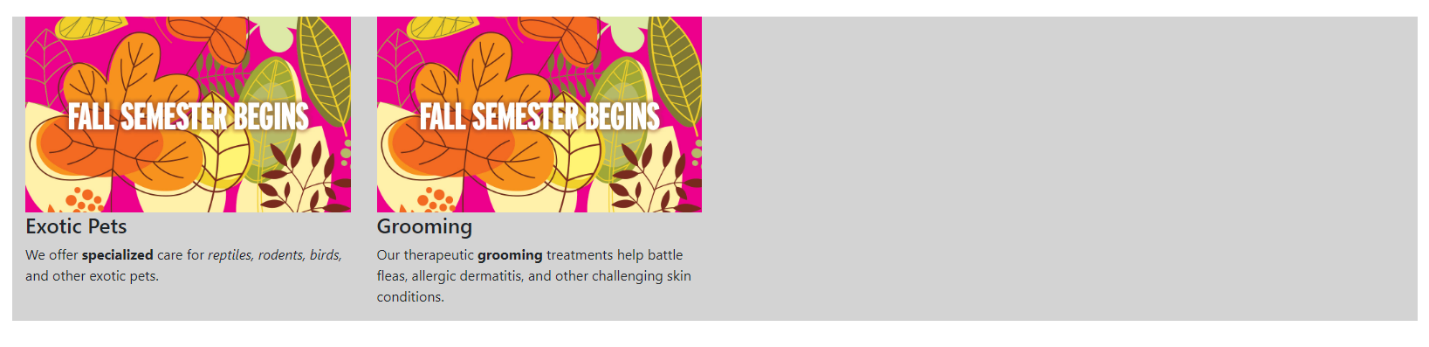 FALL SEMESTER BEGINS
Exotic Pets
We offer specialized care for reptiles, rodents, birds,
and other exotic pets.
FALL SEMESTER BEGINS
Grooming
Our therapeutic grooming treatments help battle
fleas, allergic dermatitis, and other challenging skin
conditions.